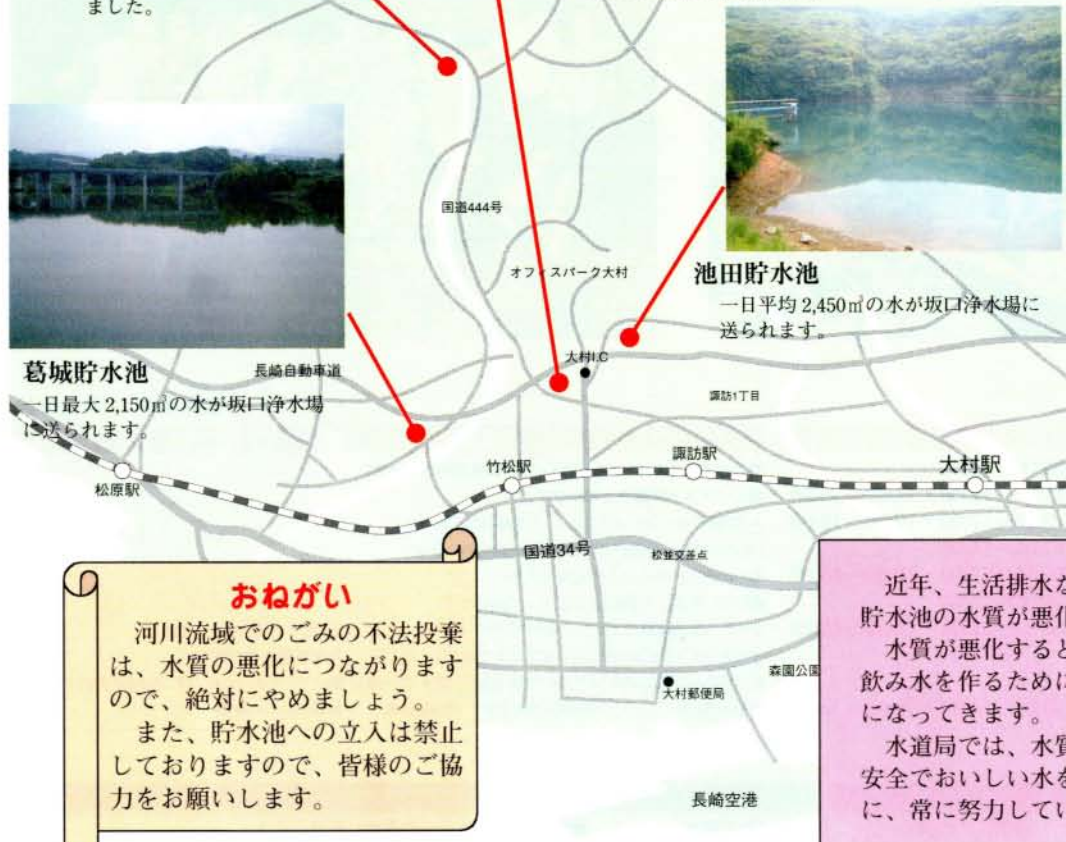 ました。
国道444号
オフィスパーク大村
池田貯水池
一日平均 2,450㎥の水が坂口浄水場に
送られます。
葛城貯水池
一日最大 2,150㎥の水が坂口浄水場
に送られます。
長崎自動車道
大村I.C
諏訪1丁目
松原駅
竹松駅
諏訪駅
大村駅
国道34号
松並交差点
森園公園
大村郵便局
長崎空港
おねがい
河川流域でのごみの不法投棄
は、水質の悪化につながります
ので、絶対にやめましょう。
また、貯水池への立入は禁止
しておりますので、皆様のご協
力をお願いします。
近年、生活排水な
貯水池の水質が悪化
水質が悪化すると
飲み水を作るために
になってきます。
水道局では、水質
安全でおいしい水を
に、常に努力してい